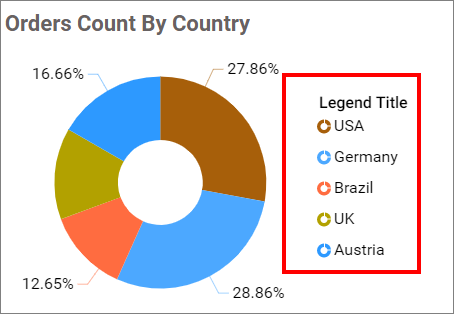 Orders Count By Country
16.66%
27.86%
Legend Title
USA
Germany
Brazil
UK
Austria
12.65%
28.86%